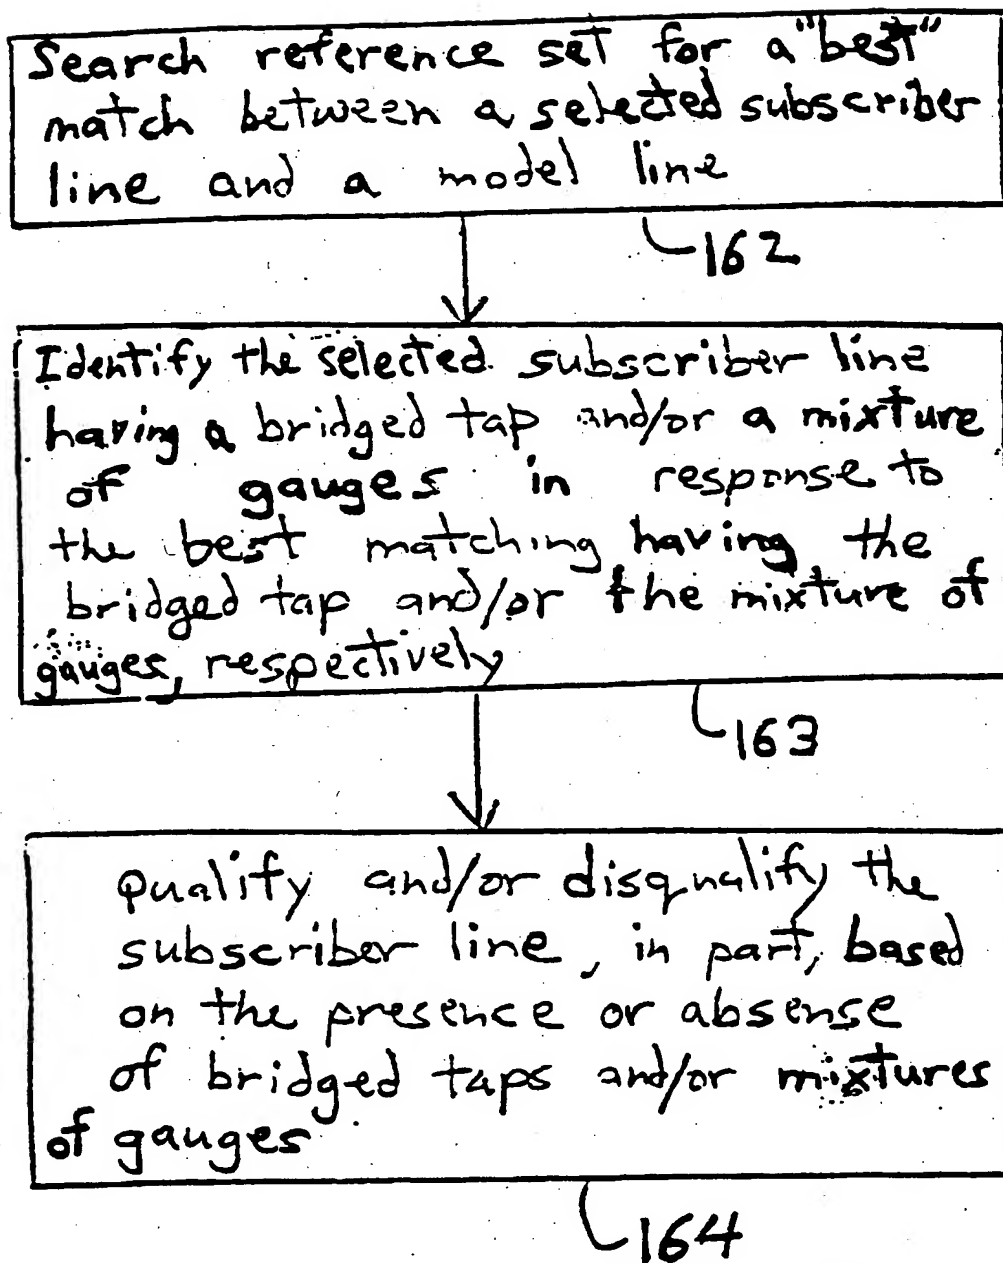 Search reference set for a "best"
match between a selected subscriber
line and a model line
162
Identify the selected subscriber line
having a bridged tap and/or a mixture
of gauges in response to
the best matching having the
bridged tap and/or the mixture of
gauges, respectively
163
Qualify and/or disqualify the
subscriber line, in part, based
on the presence or absense
of bridged taps and/or mixtures
of gauges
164